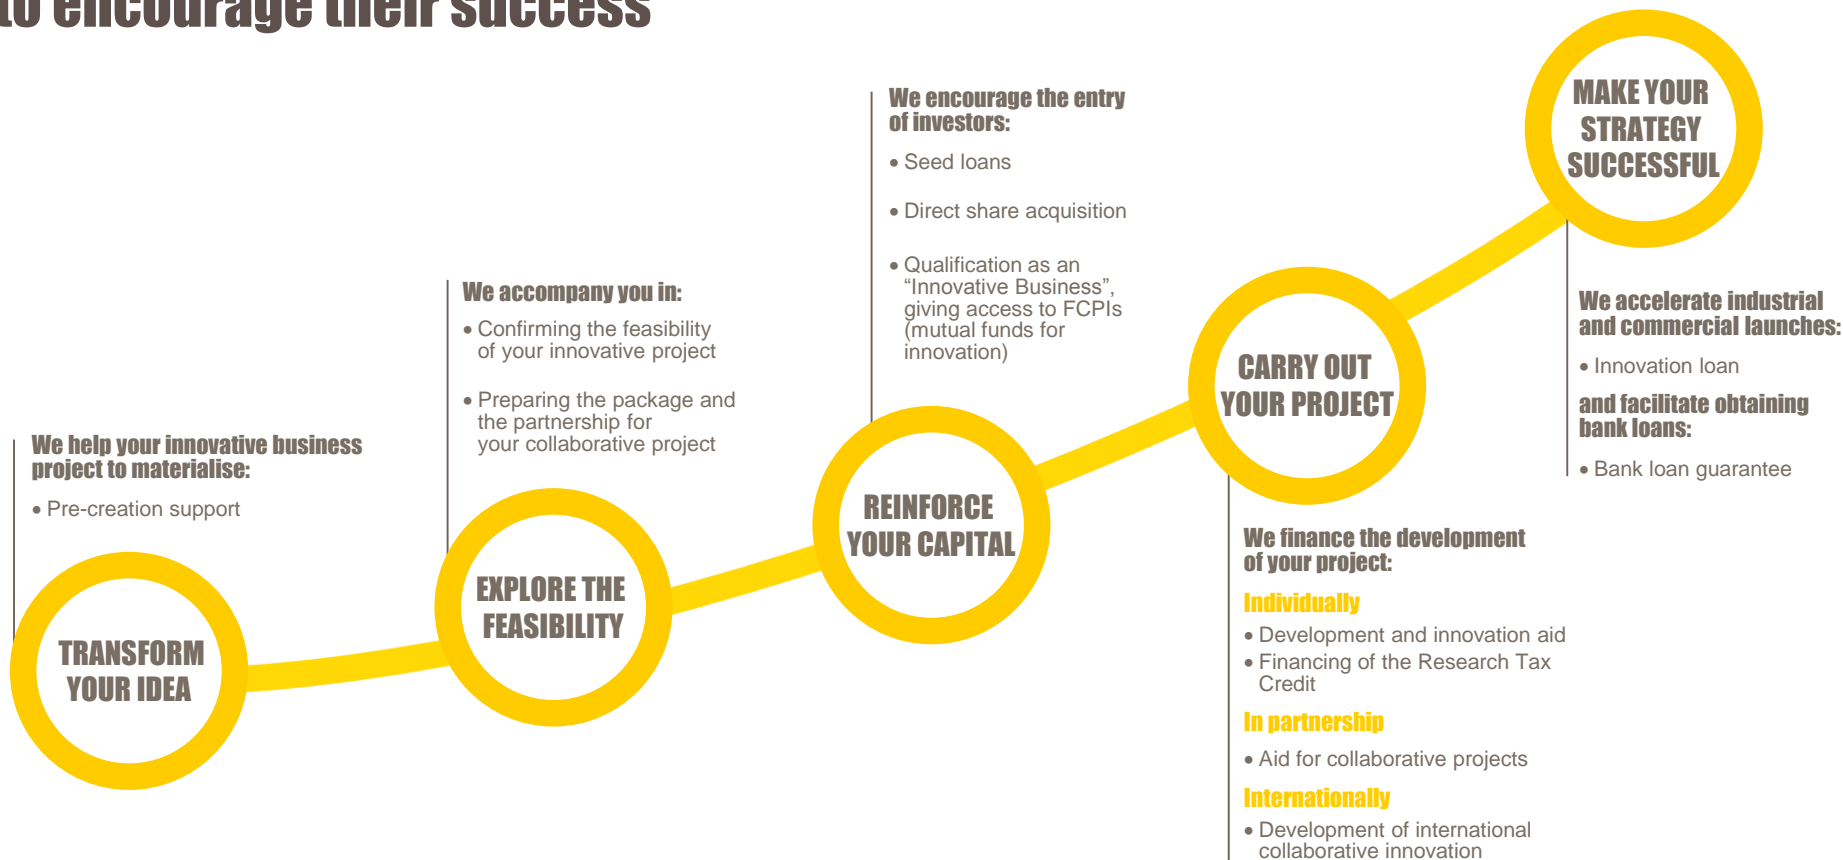 to encourage their success
We help your innovative business
project to materialise:
• Pre-creation support
TRANSFORM
YOUR IDEA
We accompany you in:
• Confirming the feasibility
of your innovative project
• Preparing the package and
the partnership for
your collaborative project
EXPLORE THE
FEASIBILITY
We encourage the entry
of investors:
• Seed loans
• Direct share acquisition
• Qualification as an
“Innovative Business”,
giving access to FCPIs
(mutual funds for
innovation)
REINFORCE
YOUR CAPITAL
CARRY OUT
YOUR PROJECT
We finance the development
of your project:
Individually
• Development and innovation aid
• Financing of the Research Tax
Credit
In partnership
• Aid for collaborative projects
Internationally
• Development of international
collaborative innovation
MAKE YOUR
STRATEGY
SUCCESSFUL
We accelerate industrial
and commercial launches:
• Innovation loan
and facilitate obtaining
bank loans:
• Bank loan guarantee